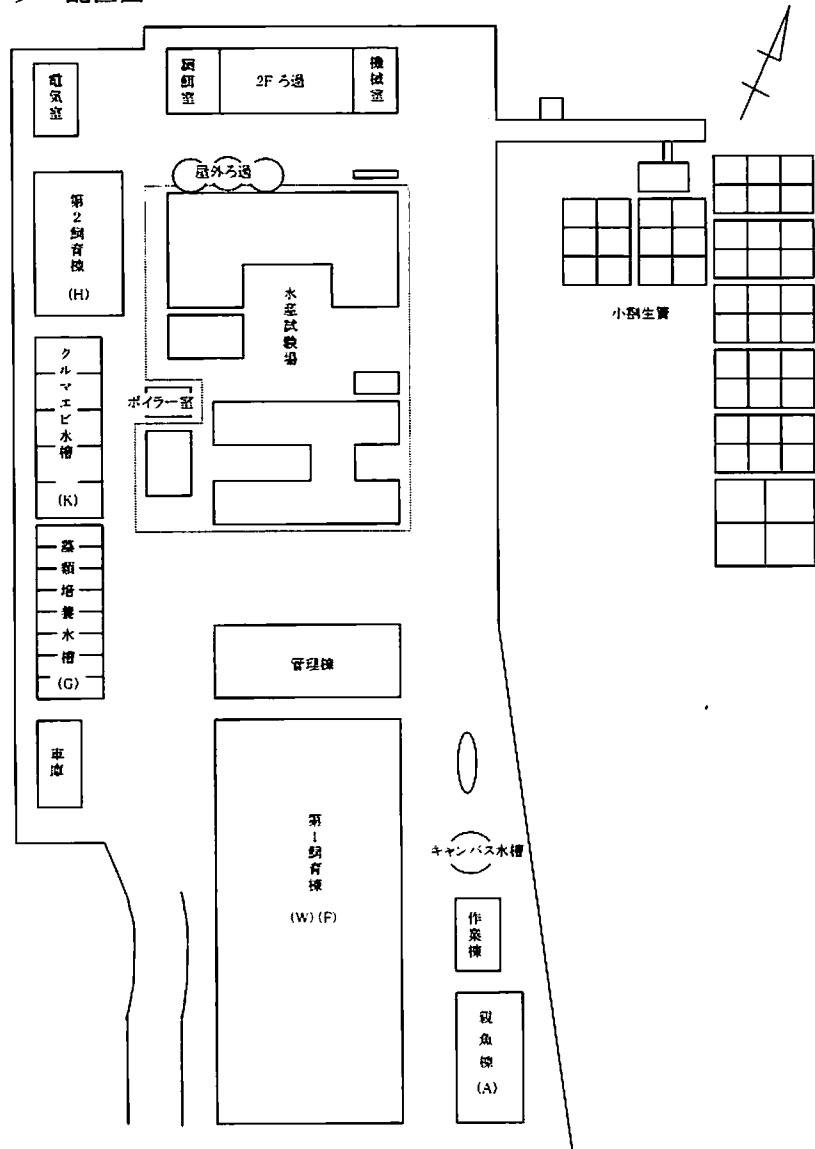 配置図
電気室
調餌室
2F ろ過
機械室
屋外ろ過
第2飼育棟
(H)
水産試験場
小割生簀
クルマエビ水槽
(K)
ボイラー室
藻類培養水槽
(G)
管理棟
車庫
第1飼育棟
(W)(F)
キャンバス水槽
作業棟
親魚棟
(A)